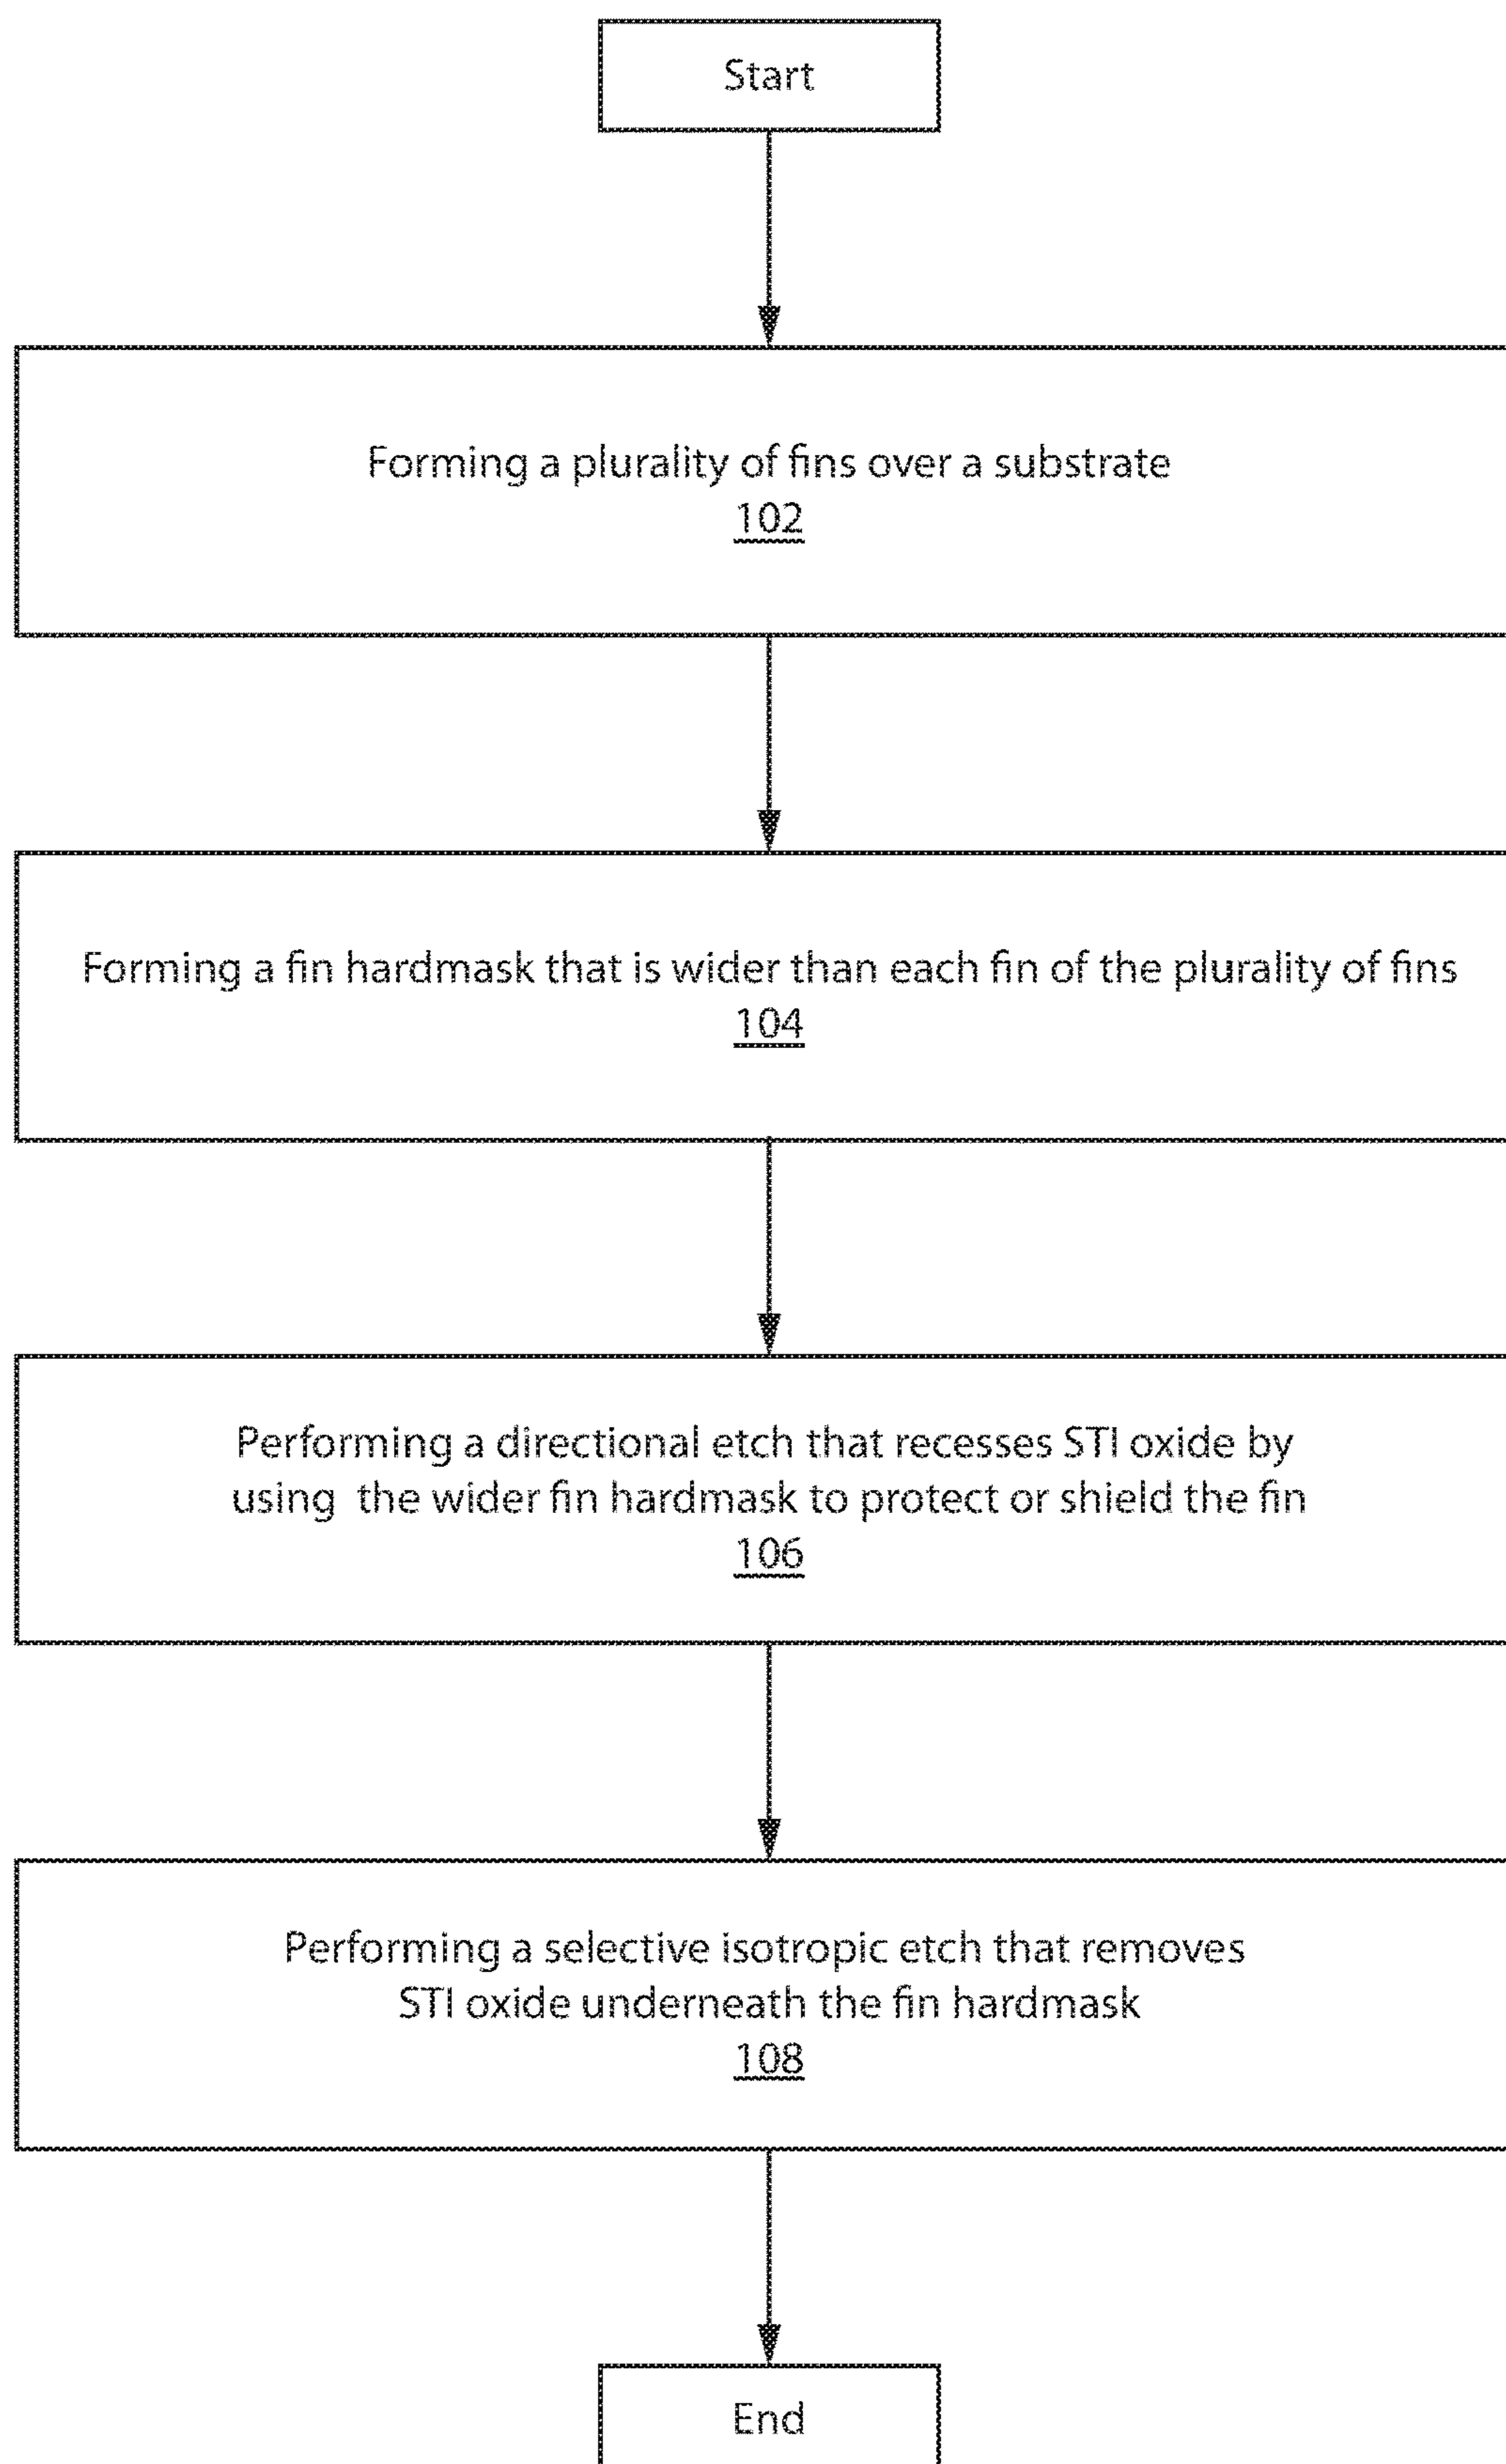 Start
Forming a plurality of fins over a substrate
102
Forming a fin hardmask that is wider than each fin of the plurality of fins
104
Performing a directional etch that recesses STI oxide by
using the wider fin hardmask to protect or shield the fin
106
Performing a selective isotropic etch that removes
STI oxide underneath the fin hardmask
108
End